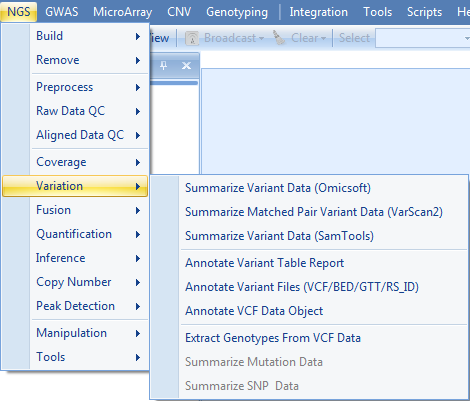 NGS GWAS MicroArray CNV Genotyping Integration Tools Scripts
View Broadcast Clear Select
Build
Remove
Preprocess
Raw Data QC
Aligned Data QC
Coverage
Variation
Fusion
Quantification
Inference
Copy Number
Peak Detection
Manipulation
Tools
Summarize Variant Data (Omicsoft)
Summarize Matched Pair Variant Data (VarScan2)
Summarize Variant Data (SamTools)
Annotate Variant Table Report
Annotate Variant Files (VCF/BED/GTT/RS_ID)
Annotate VCF Data Object
Extract Genotypes From VCF Data
Summarize Mutation Data
Summarize SNP Data